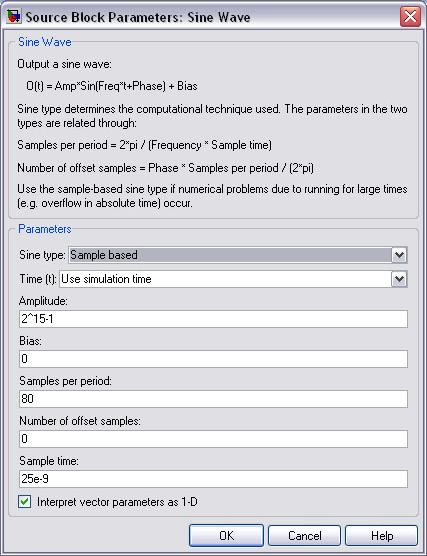 Source Block Parameters: Sine Wave
Sine Wave
Output a sine wave:
O(t) = Amp*Sin(Freq*t+Phase) + Bias
Sine type determines the computational technique used. The parameters in the two
types are related through:
Samples per period = 2*pi / (Frequency * Sample time)
Number of offset samples = Phase * Samples per period / (2*pi)
Use the sample-based sine type if numerical problems due to running for large times
(e.g. overflow in absolute time) occur.
Parameters
Sine type: Sample based
Time (t): Use simulation time
Amplitude:
2^15-1
Bias:
0
Samples per period:
80
Number of offset samples:
0
Sample time:
25e-9
Interpret vector parameters as 1-D
OK Cancel Help